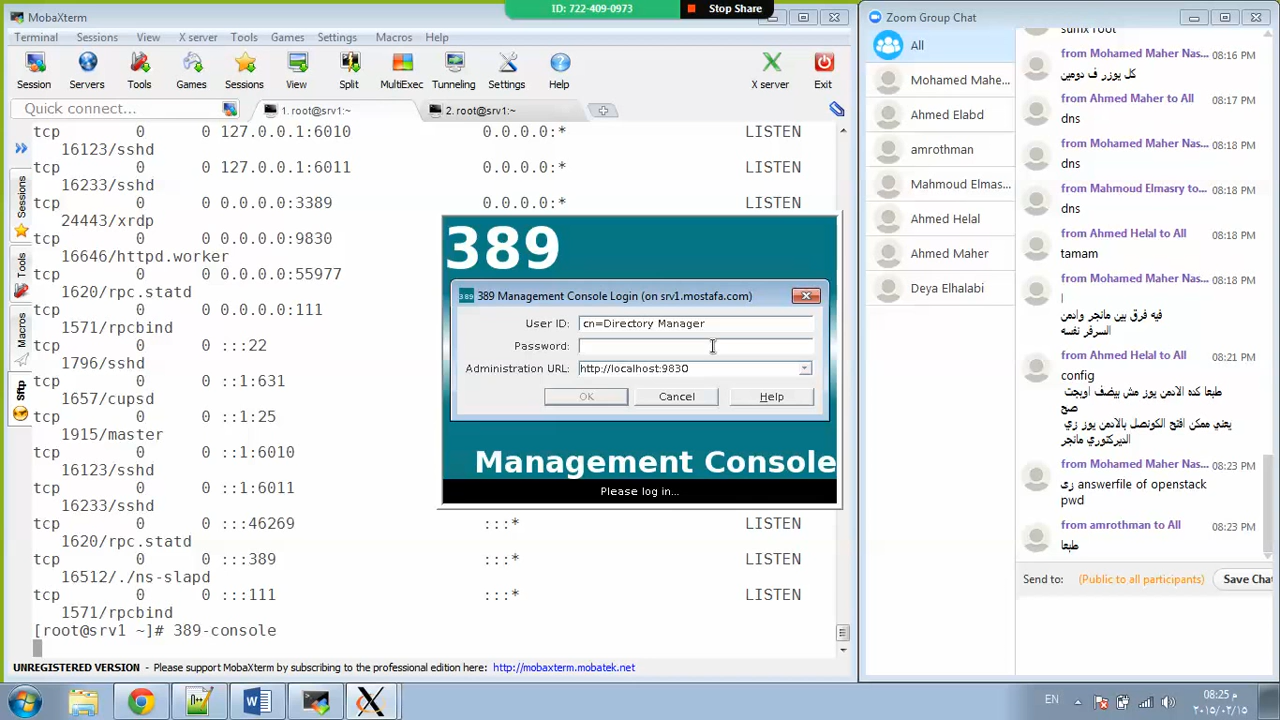 MobaXterm
ID: 722-409-0973
Stop Share
Terminal Sessions View X server Tools Games Settings Macros Help
Session Servers Tools Games Sessions View Split MultiExec Tunneling Settings Help X server Exit
Quick connect...
1. root@srv1:~
2. root@srv1:~
Sessions
Tools
Macros
Sftp
tcp 0 0 127.0.0.1:6010 0.0.0.0:* LISTEN
16123/sshd
tcp 0 0 127.0.0.1:6011 0.0.0.0:* LISTEN
16233/sshd
tcp 0 0 0.0.0.0:3389 0.0.0.0:* LISTEN
24443/xrdp
tcp 0 0 0.0.0.0:9830
16646/httpd.worker
tcp 0 0 0.0.0.0:55977
1620/rpc.statd
tcp 0 0 0.0.0.0:111
1571/rpcbind
tcp 0 0 :::22
1796/sshd
tcp 0 0 ::1:631
1657/cupsd
tcp 0 0 ::1:25
1915/master
tcp 0 0 ::1:6010
16123/sshd
tcp 0 0 ::1:6011
16233/sshd
tcp 0 0 :::46269 :::* LISTEN
1620/rpc.statd
tcp 0 0 :::389 :::* LISTEN
16512/./ns-slapd
tcp 0 0 :::111 :::* LISTEN
1571/rpcbind
[root@srv1 ~]# 389-console
389
389 Management Console Login (on srv1.mostafa.com)
User ID: cn=Directory Manager
Password:
Administration URL: http://localhost:9830
OK Cancel Help
Management Console
Please log in...
UNREGISTERED VERSION - Please support MobaXterm by subscribing to the professional edition here: http://mobaxterm.mobatek.net
Zoom Group Chat
All
Mohamed Mahe...
Ahmed Elabd
amrothman
Mahmoud Elmas...
Ahmed Helal
Ahmed Maher
Deya Elhalabi
sumx root
from Mohamed Maher Nas... 08:16 PM
كل يوزر ف دومين
from Ahmed Maher to All 08:17 PM
dns
from Mohamed Maher Nas... 08:18 PM
dns
from Mahmoud Elmasry to... 08:18 PM
dns
from Ahmed Helal to All 08:18 PM
tamam
from Mohamed Maher Nas... 08:18 PM
ا
فيه فرق بين مانجر وادمن
السرفر نفسه
from Ahmed Helal to All 08:21 PM
config
طبعا كده الادمن يوز مش بيضف اوبجت
صح
يعني ممكن افتح الكونصل بالادمن يوز زي
الديركتوري مانجر
from Mohamed Maher Nas... 08:23 PM
زى answerfile of openstack
pwd
from amrothman to All 08:23 PM
طبعا
Send to: (Public to all participants) Save Chat
EN
08:25 م
٢٠١٥/٠٢/١٥